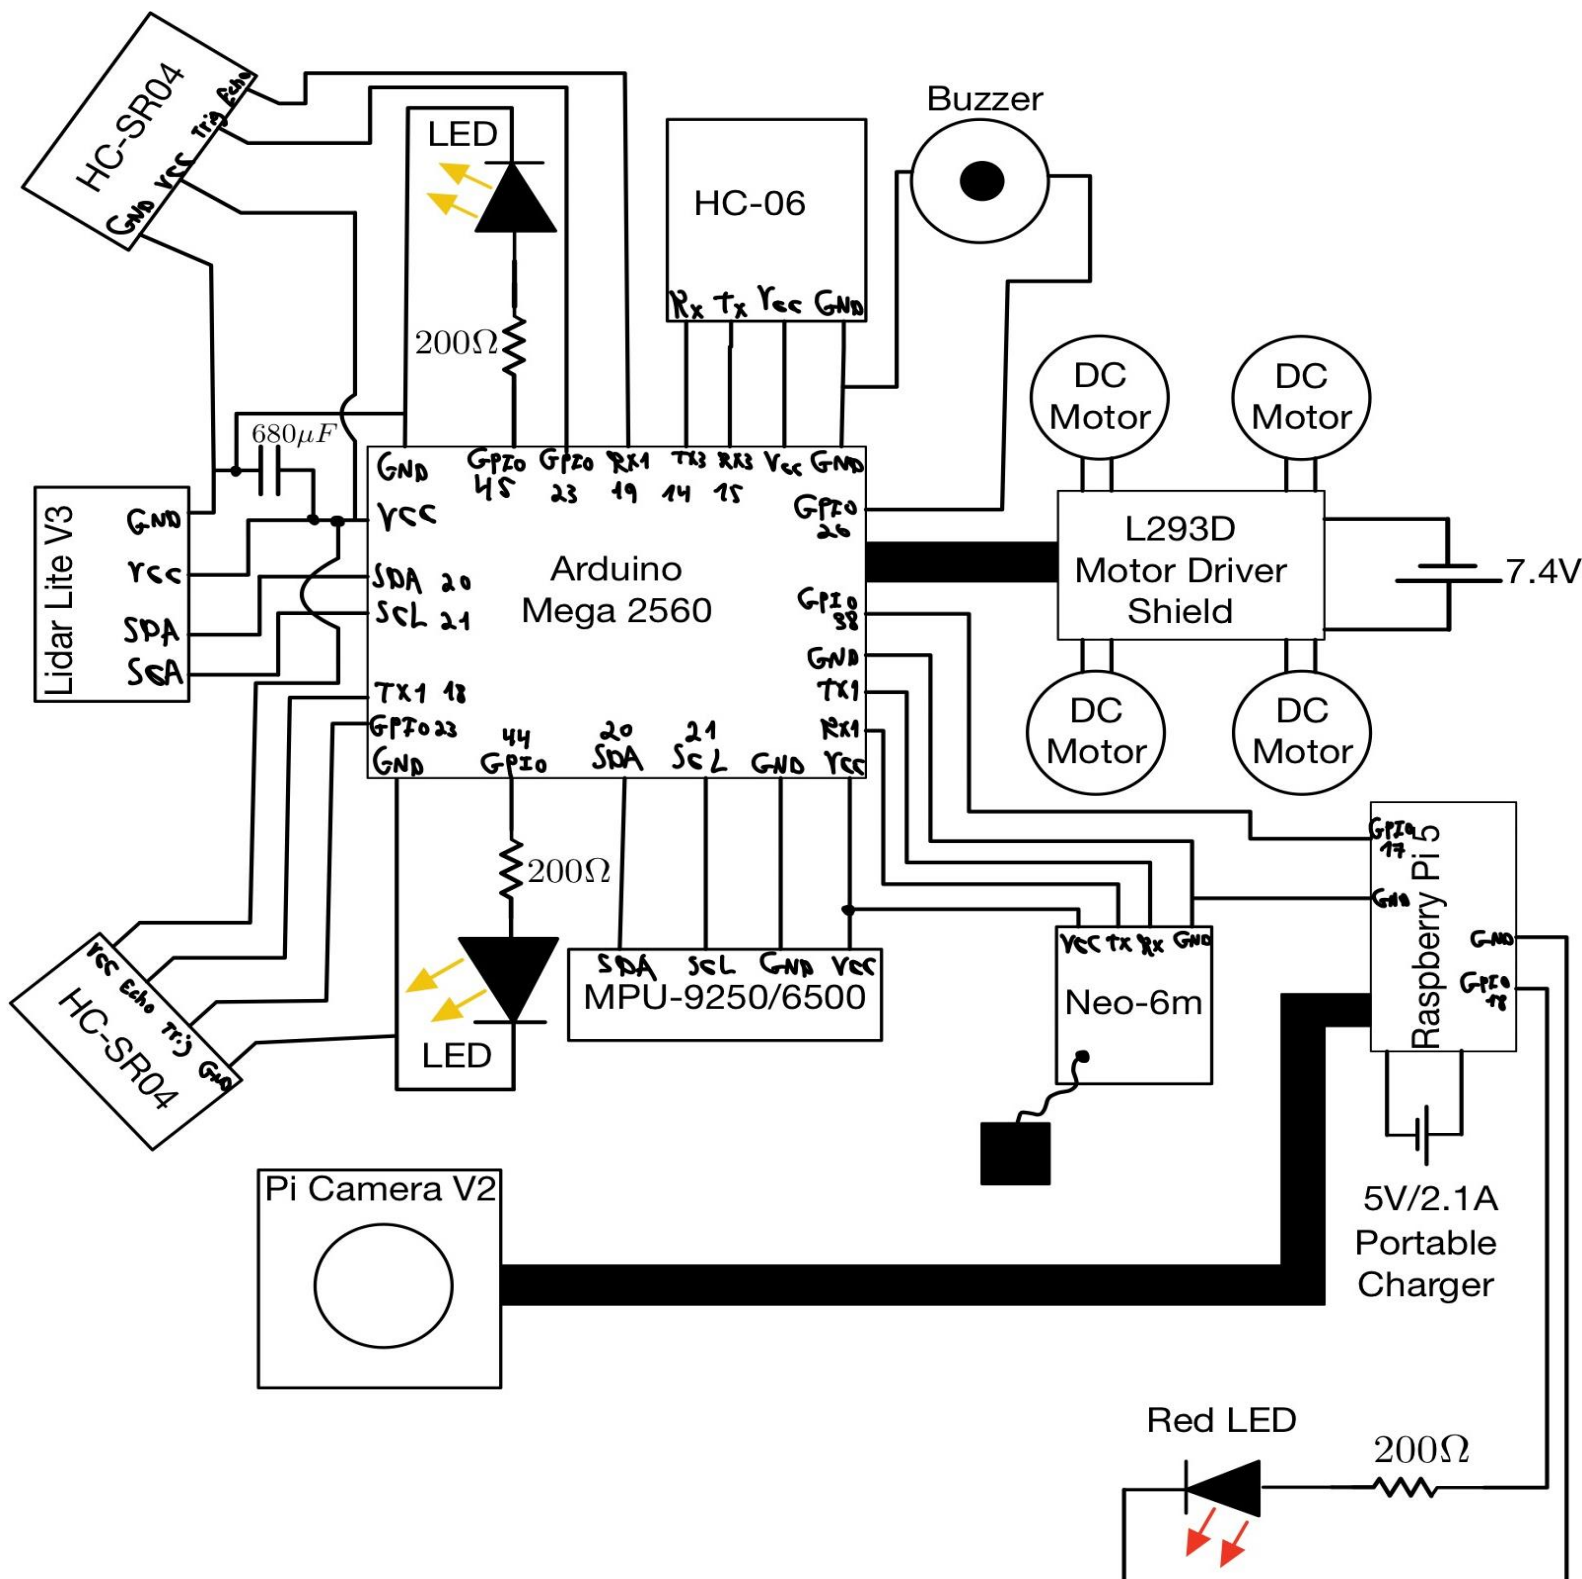 HC-SR04
Echo
Trig
VCC
GND
LED
200Ω
HC-06
Rx Tx Vcc GND
Buzzer
DC
Motor
DC
Motor
680μF
Lidar Lite V3
GND
VCC
SDA
SCA
GND
GPIO
45
GPIO
23
RX1
19
TX3
14
RX3
15
Vcc
GND
VCC
GPIO
26
SDA 20
SCL 21
Arduino
Mega 2560
GPIO
38
GND
TX1
RX1
VCC
TX1 18
GPIO 23
GND
44
GPIO
20
SDA
21
SCL
GND
L293D
Motor Driver
Shield
7.4V
DC
Motor
DC
Motor
200Ω
LED
VCC
Echo
Trig
GND
HC-SR04
SDA SCL GND VCC
MPU-9250/6500
VCC TX RX GND
Neo-6m
GPIO
17
GND
Raspberry Pi 5
GND
GPIO
18
5V/2.1A
Portable
Charger
Pi Camera V2
Red LED
200Ω